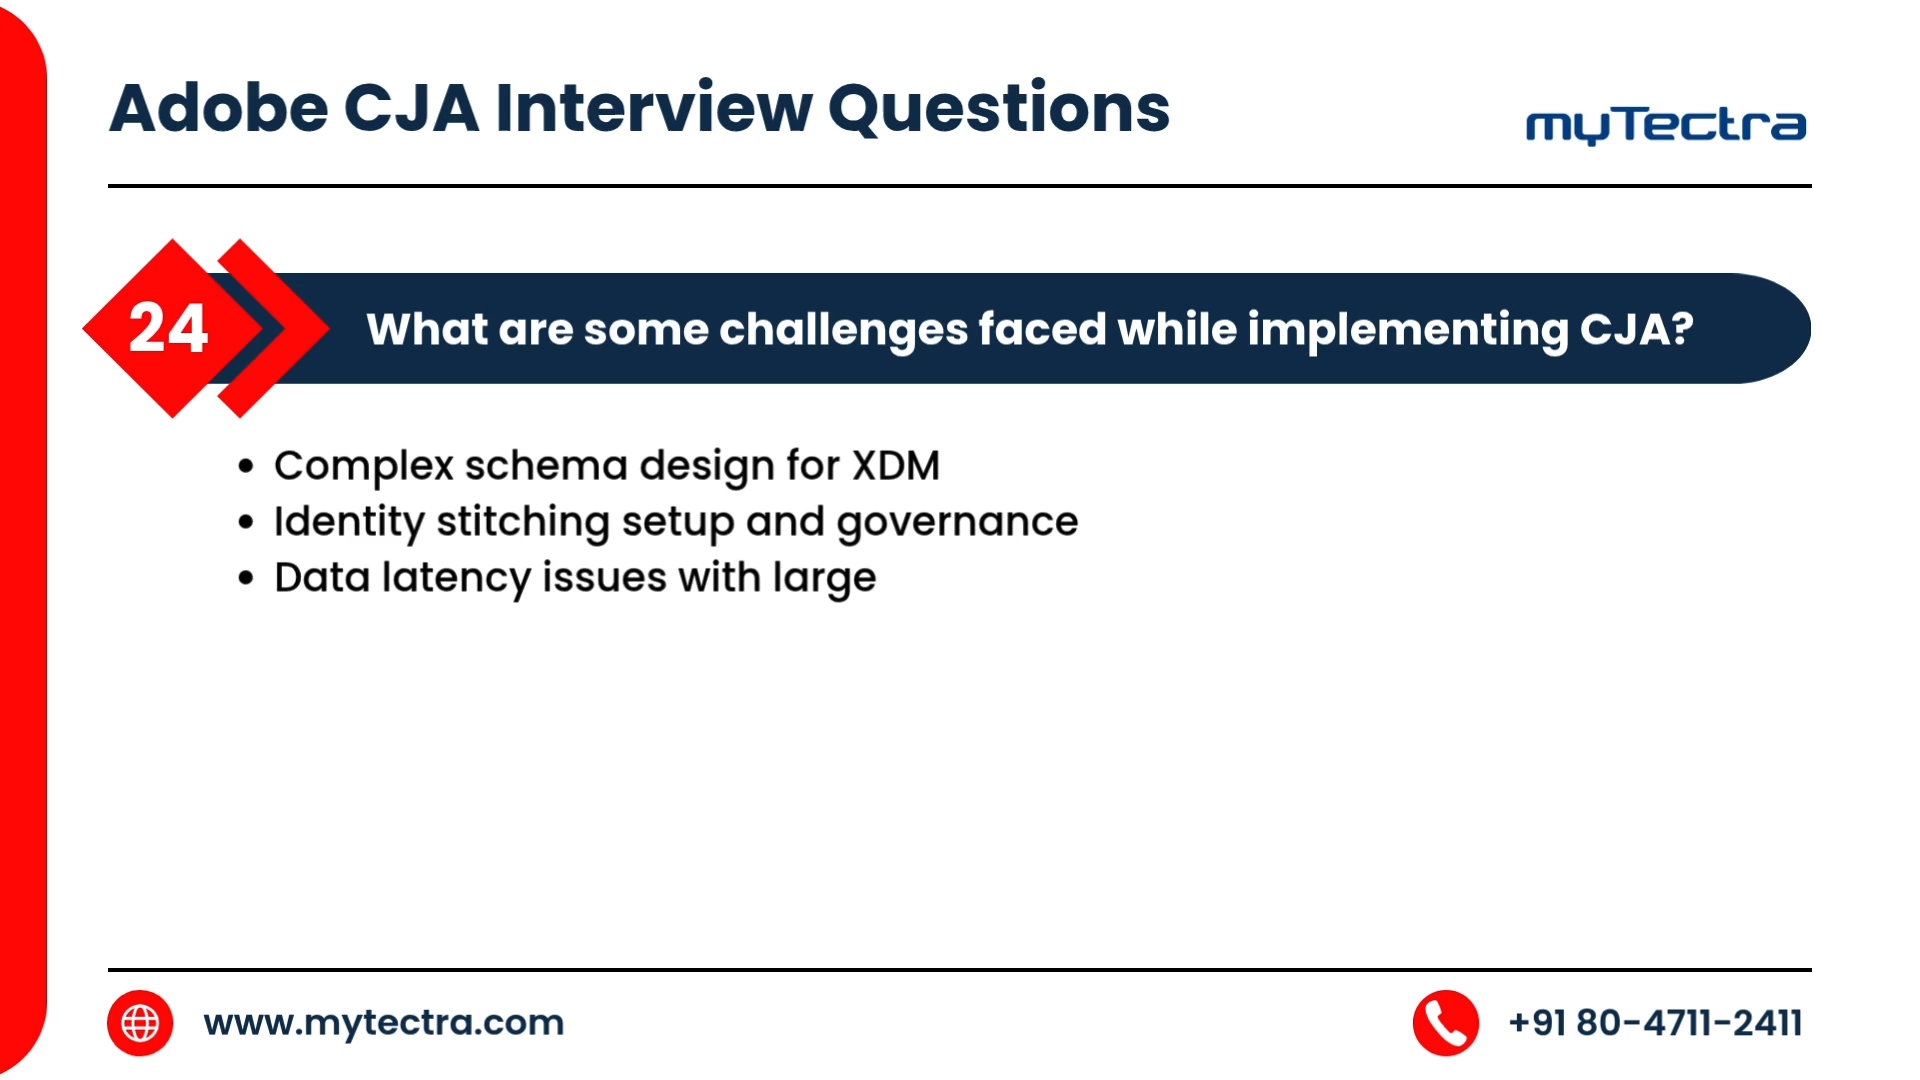 Adobe CJA Interview Questions
myTectra
24
What are some challenges faced while implementing CJA?
• Complex schema design for XDM
• Identity stitching setup and governance
• Data latency issues with large
www.mytectra.com
+91 80-4711-2411